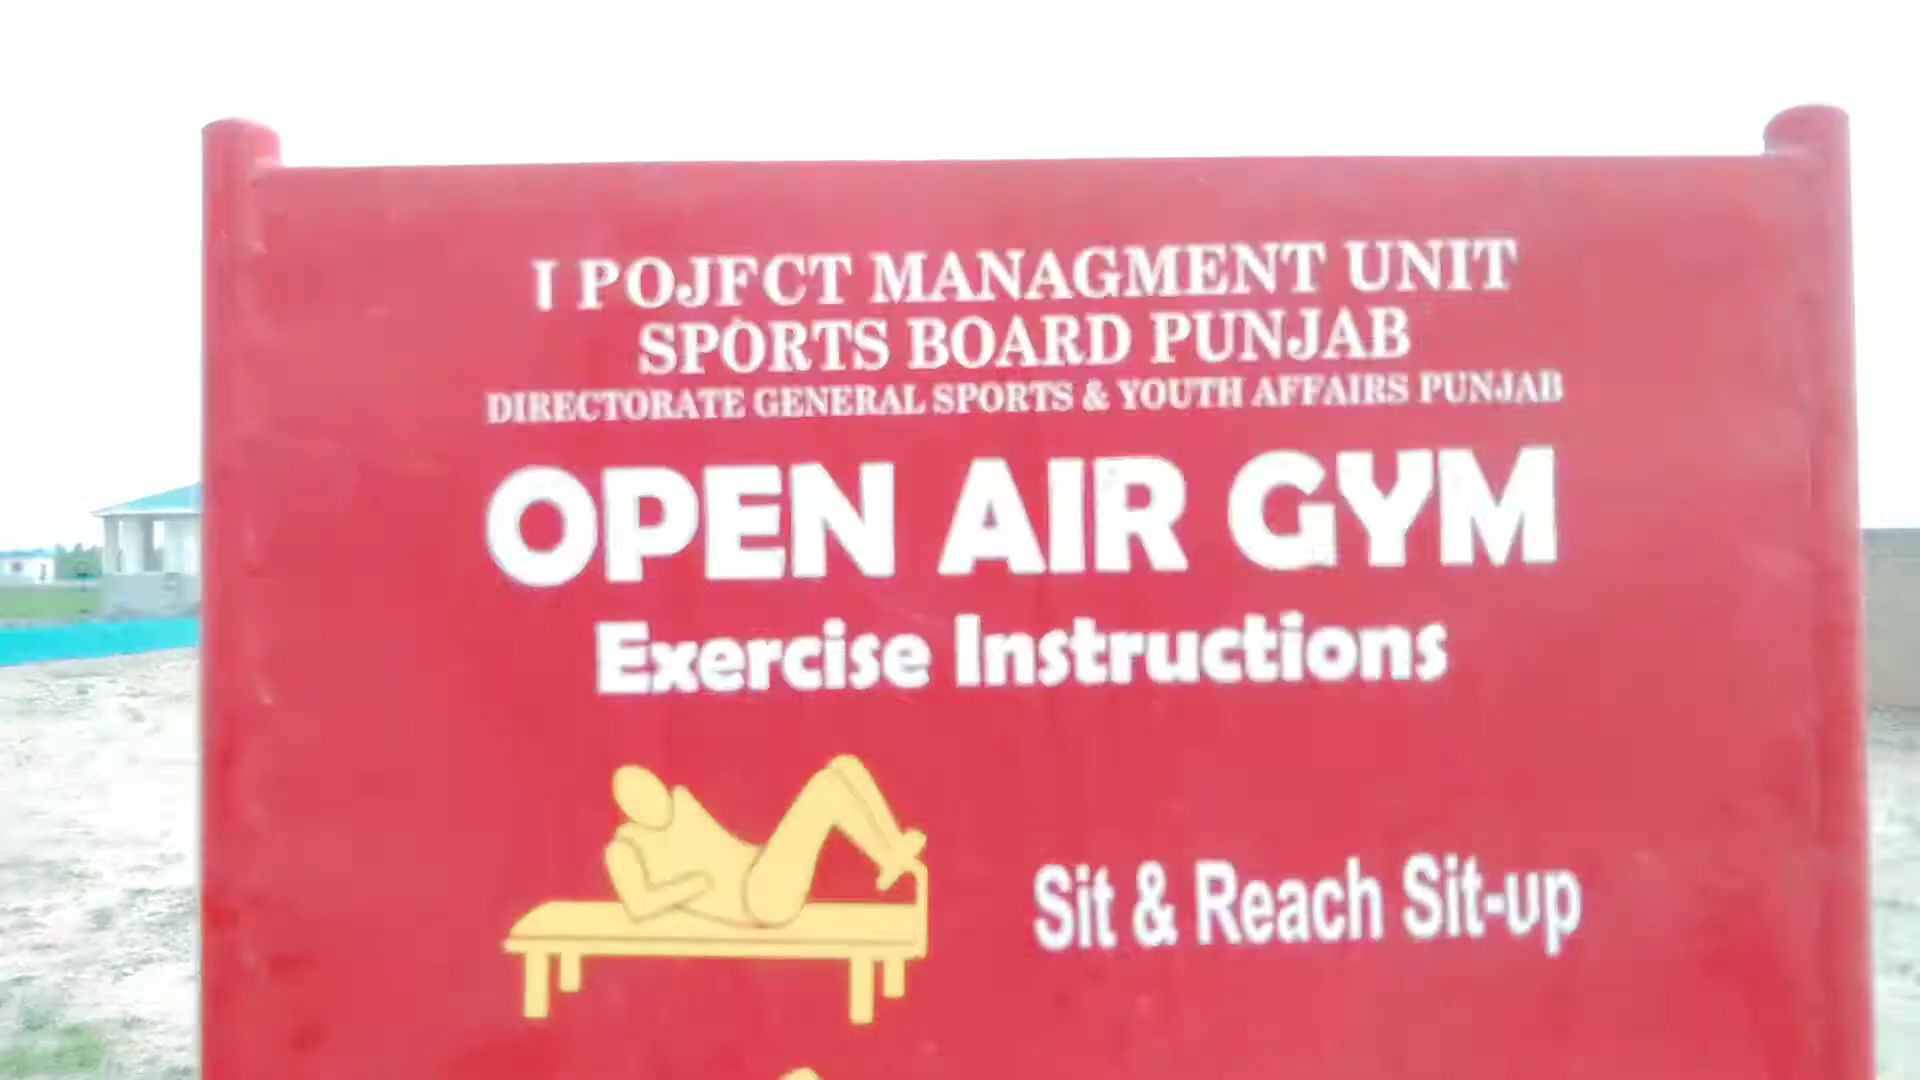 I POJFCT MANAGMENT UNIT
SPORTS BOARD PUNJAB
DIRECTORATE GENERAL SPORTS & YOUTH AFFAIRS PUNJAB
OPEN AIR GYM
Exercise Instructions
Sit & Reach Sit-up